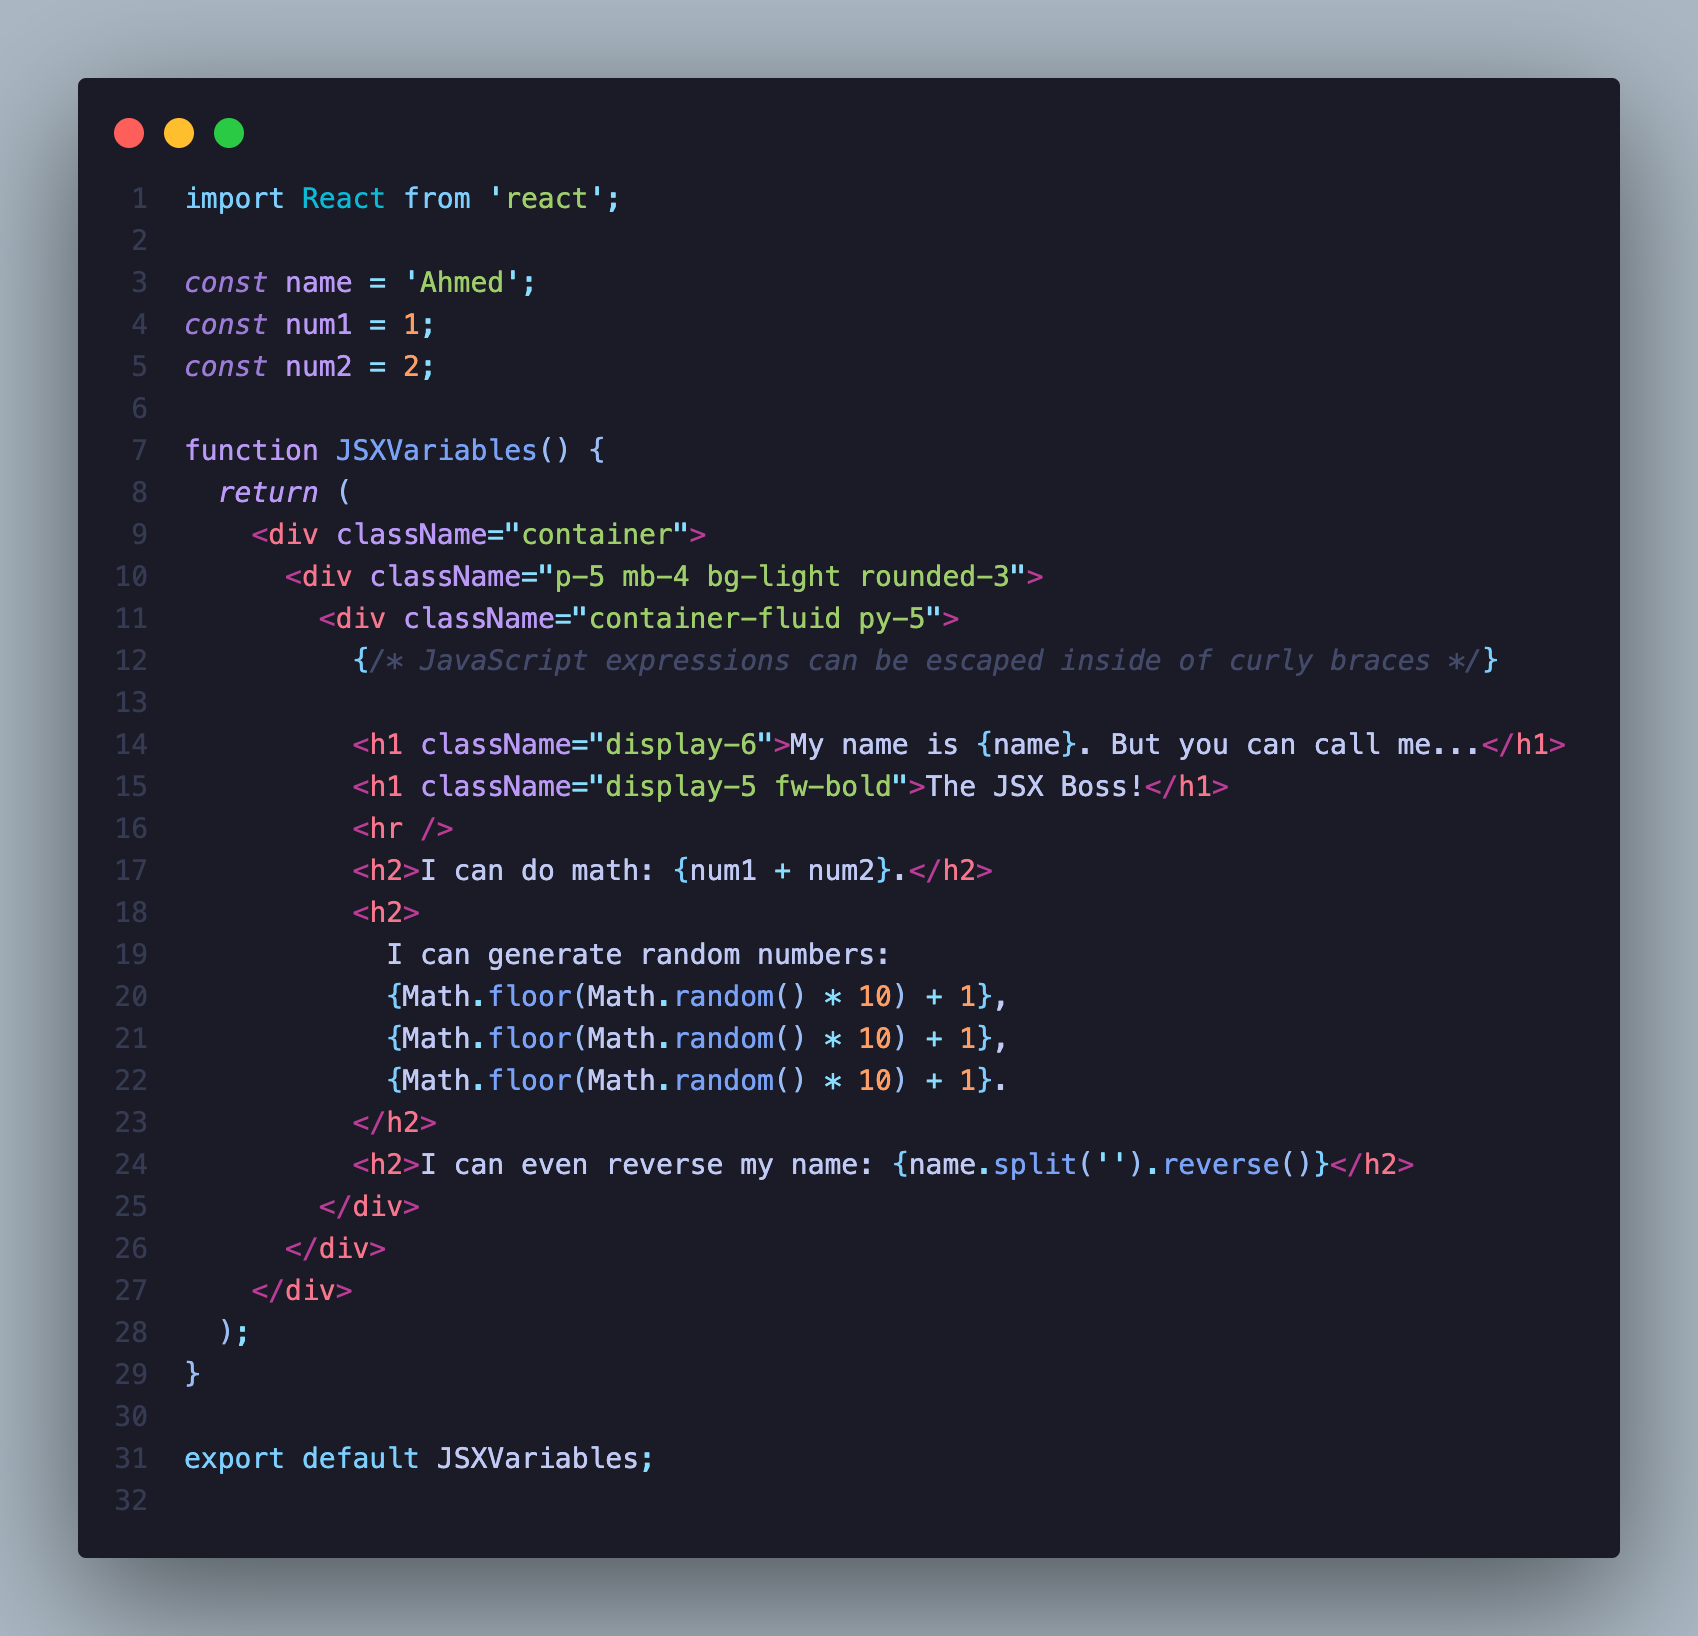 1 import React from 'react';
2
3 const name = 'Ahmed';
4 const num1 = 1;
5 const num2 = 2;
6
7 function JSXVariables() {
8   return (
9     <div className="container">
10       <div className="p-5 mb-4 bg-light rounded-3">
11         <div className="container-fluid py-5">
12           {/* JavaScript expressions can be escaped inside of curly braces */}
13
14           <h1 className="display-6">My name is {name}. But you can call me...</h1>
15           <h1 className="display-5 fw-bold">The JSX Boss!</h1>
16           <hr />
17           <h2>I can do math: {num1 + num2}.</h2>
18           <h2>
19             I can generate random numbers:
20             {Math.floor(Math.random() * 10) + 1},
21             {Math.floor(Math.random() * 10) + 1},
22             {Math.floor(Math.random() * 10) + 1}.
23           </h2>
24           <h2>I can even reverse my name: {name.split('').reverse()}</h2>
25         </div>
26       </div>
27     </div>
28   );
29 }
30
31 export default JSXVariables;
32